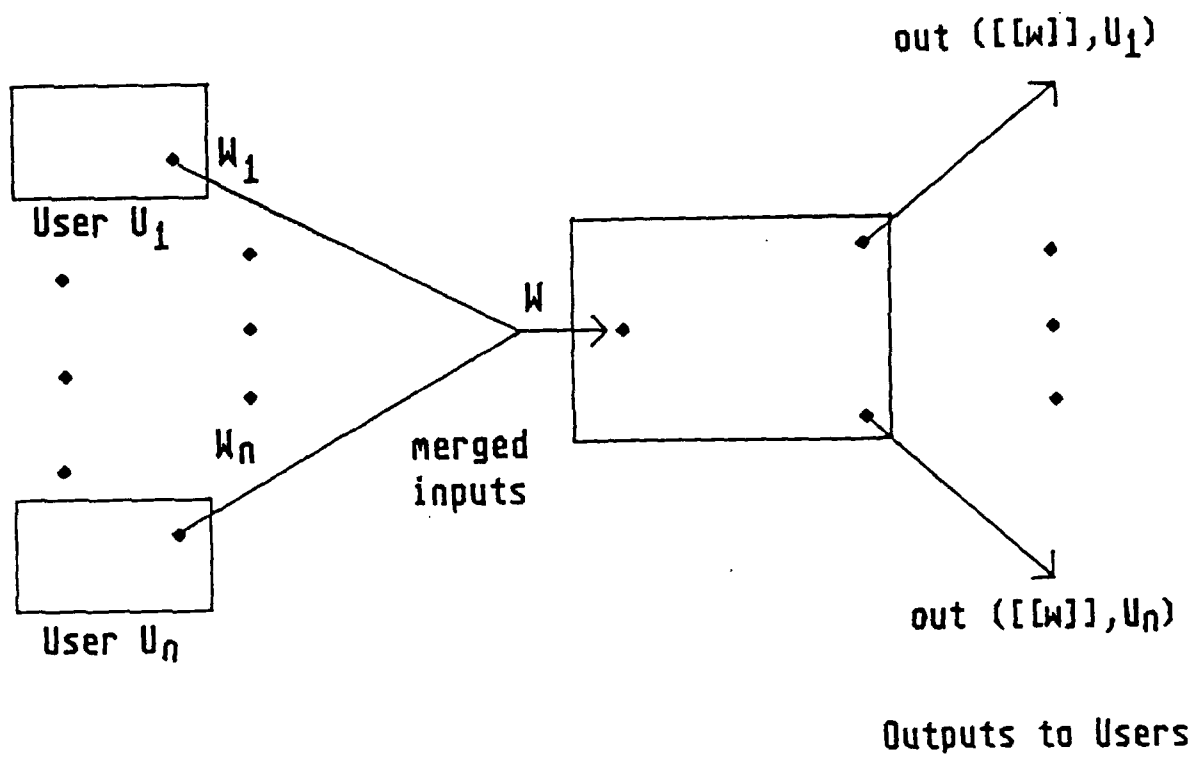 out ([[w]],U1)
W1
User U1
W
Wn
merged
inputs
User Un
out ([[w]],Un)
Outputs to Users